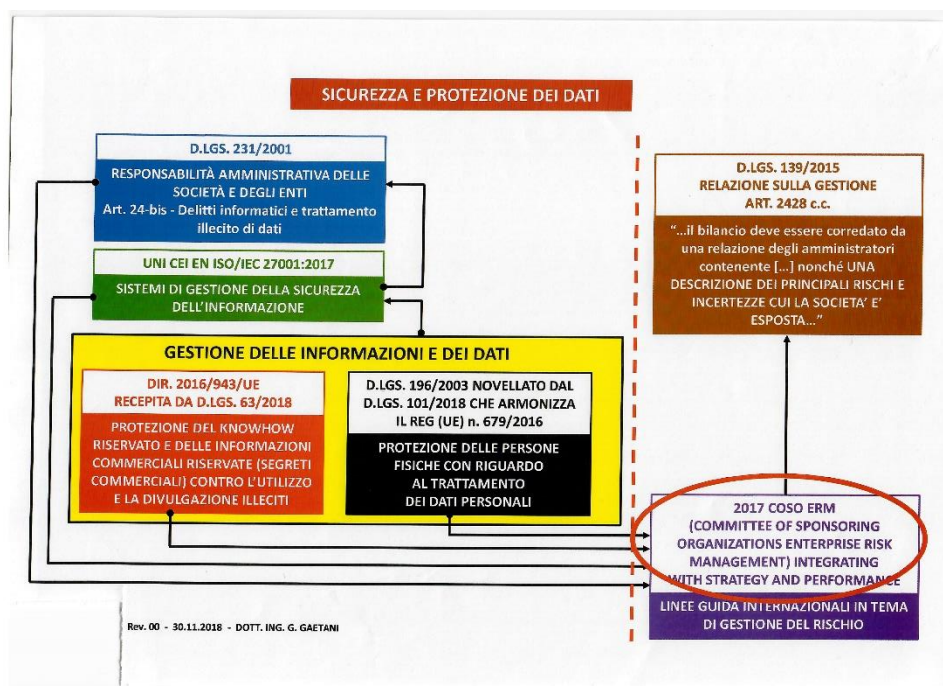 SICUREZZA E PROTEZIONE DEI DATI
D.LGS. 231/2001
RESPONSABILITÀ AMMINISTRATIVA DELLE
SOCIETÀ E DEGLI ENTI
Art. 24-bis - Delitti informatici e trattamento
illecito di dati
UNI CEI EN ISO/IEC 27001:2017
SISTEMI DI GESTIONE DELLA SICUREZZA
DELL'INFORMAZIONE
GESTIONE DELLE INFORMAZIONI E DEI DATI
DIR. 2016/943/UE
RECEPITA DA D.LGS. 63/2018
PROTEZIONE DEL KNOWHOW
RISERVATO E DELLE INFORMAZIONI
COMMERCIALI RISERVATE (SEGRETI
COMMERCIALI) CONTRO L'UTILIZZO
E LA DIVULGAZIONE ILLECITI
D.LGS. 196/2003 NOVELLATO DAL
D.LGS. 101/2018 CHE ARMONIZZA
IL REG (UE) n. 679/2016
PROTEZIONE DELLE PERSONE
FISICHE CON RIGUARDO
AL TRATTAMENTO
DEI DATI PERSONALI
D.LGS. 139/2015
RELAZIONE SULLA GESTIONE
ART. 2428 c.c.
"...il bilancio deve essere corredato da
una relazione degli amministratori
contenente [...] nonché UNA
DESCRIZIONE DEI PRINCIPALI RISCHI E
INCERTEZZE CUI LA SOCIETA' E'
ESPOSTA..."
2017 COSO ERM
(COMMITTEE OF SPONSORING
ORGANIZATIONS ENTERPRISE RISK
MANAGEMENT) INTEGRATING
WITH STRATEGY AND PERFORMANCE
LINEE GUIDA INTERNAZIONALI IN TEMA
DI GESTIONE DEL RISCHIO
Rev. 00 - 30.11.2018 - DOTT. ING. G. GAETANI